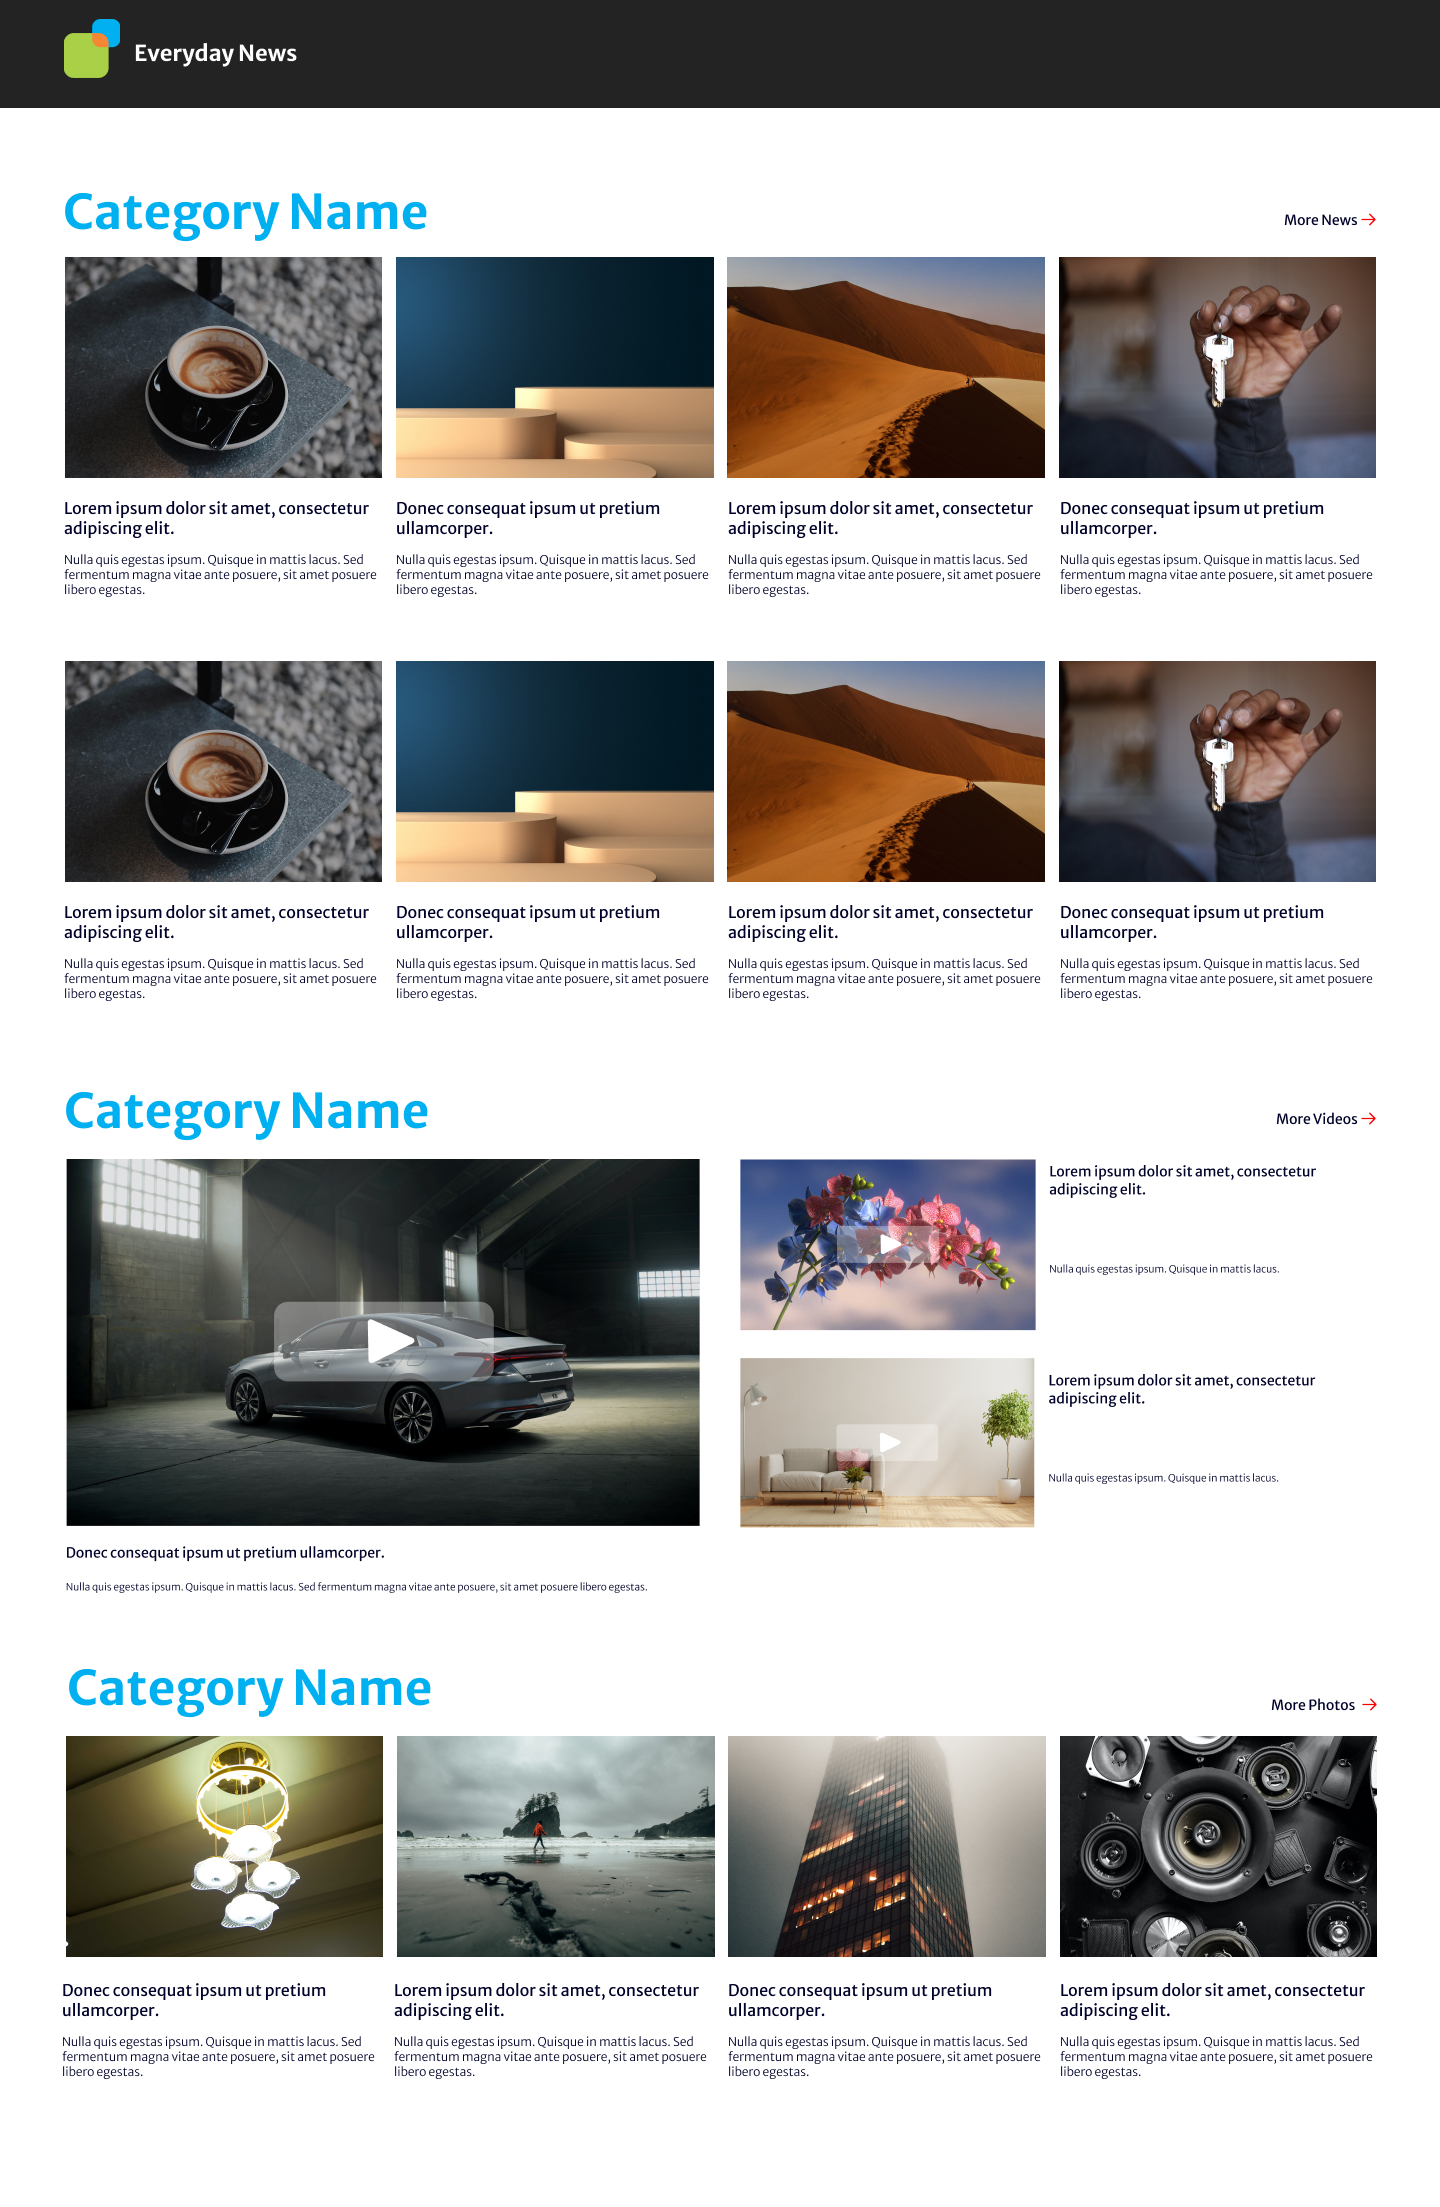 Everyday News
Category Name
More News
Lorem ipsum dolor sit amet, consectetur
adipiscing elit.
Nulla quis egestas ipsum. Quisque in mattis lacus. Sed
fermentum magna vitae ante posuere, sit amet posuere
libero egestas.
Donec consequat ipsum ut pretium
ullamcorper.
Nulla quis egestas ipsum. Quisque in mattis lacus. Sed
fermentum magna vitae ante posuere, sit amet posuere
libero egestas.
Lorem ipsum dolor sit amet, consectetur
adipiscing elit.
Nulla quis egestas ipsum. Quisque in mattis lacus. Sed
fermentum magna vitae ante posuere, sit amet posuere
libero egestas.
Donec consequat ipsum ut pretium
ullamcorper.
Nulla quis egestas ipsum. Quisque in mattis lacus. Sed
fermentum magna vitae ante posuere, sit amet posuere
libero egestas.
Lorem ipsum dolor sit amet, consectetur
adipiscing elit.
Nulla quis egestas ipsum. Quisque in mattis lacus. Sed
fermentum magna vitae ante posuere, sit amet posuere
libero egestas.
Donec consequat ipsum ut pretium
ullamcorper.
Nulla quis egestas ipsum. Quisque in mattis lacus. Sed
fermentum magna vitae ante posuere, sit amet posuere
libero egestas.
Lorem ipsum dolor sit amet, consectetur
adipiscing elit.
Nulla quis egestas ipsum. Quisque in mattis lacus. Sed
fermentum magna vitae ante posuere, sit amet posuere
libero egestas.
Donec consequat ipsum ut pretium
ullamcorper.
Nulla quis egestas ipsum. Quisque in mattis lacus. Sed
fermentum magna vitae ante posuere, sit amet posuere
libero egestas.
Category Name
More Videos
Donec consequat ipsum ut pretium ullamcorper.
Nulla quis egestas ipsum. Quisque in mattis lacus. Sed fermentum magna vitae ante posuere, sit amet posuere libero egestas.
Lorem ipsum dolor sit amet, consectetur
adipiscing elit.
Nulla quis egestas ipsum. Quisque in mattis lacus.
Lorem ipsum dolor sit amet, consectetur
adipiscing elit.
Nulla quis egestas ipsum. Quisque in mattis lacus.
Category Name
More Photos
Donec consequat ipsum ut pretium
ullamcorper.
Nulla quis egestas ipsum. Quisque in mattis lacus. Sed
fermentum magna vitae ante posuere, sit amet posuere
libero egestas.
Lorem ipsum dolor sit amet, consectetur
adipiscing elit.
Nulla quis egestas ipsum. Quisque in mattis lacus. Sed
fermentum magna vitae ante posuere, sit amet posuere
libero egestas.
Donec consequat ipsum ut pretium
ullamcorper.
Nulla quis egestas ipsum. Quisque in mattis lacus. Sed
fermentum magna vitae ante posuere, sit amet posuere
libero egestas.
Lorem ipsum dolor sit amet, consectetur
adipiscing elit.
Nulla quis egestas ipsum. Quisque in mattis lacus. Sed
fermentum magna vitae ante posuere, sit amet posuere
libero egestas.